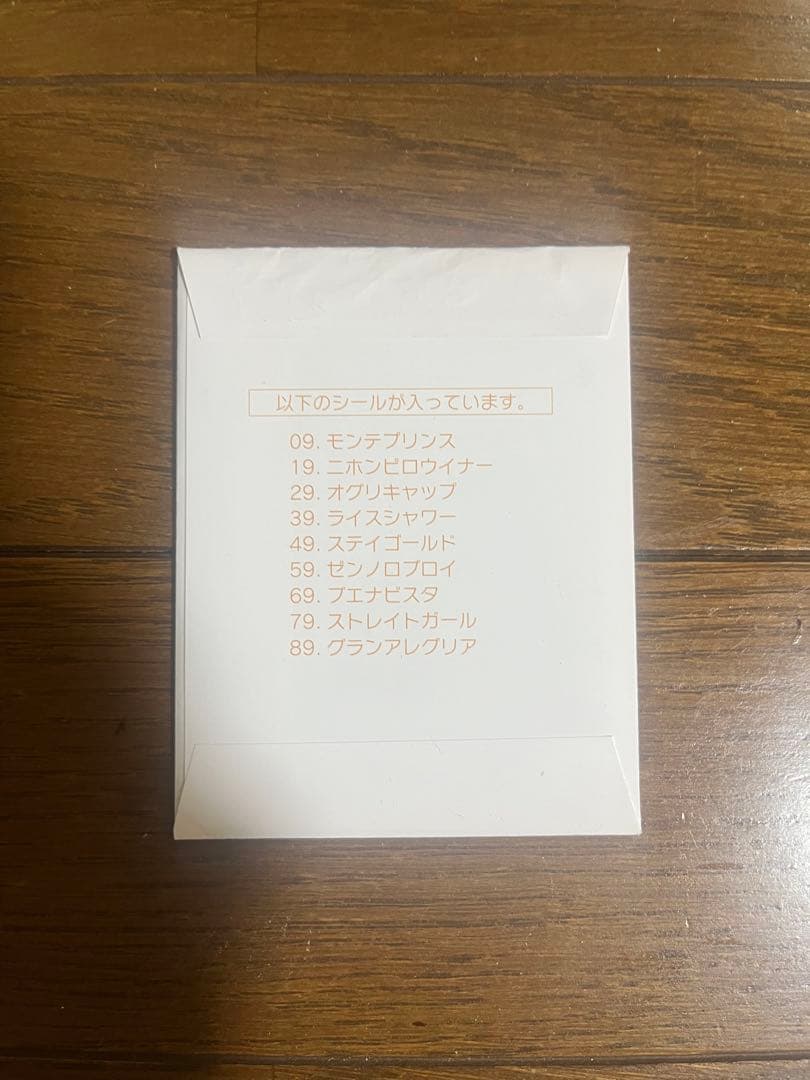 以下のシールが入っています。
09. モンテプリンス
19. ニホンピロウイナー
29. オグリキャップ
39. ライスシャワー
49. ステイゴールド
59. ゼンノロブロイ
69. ブエナビスタ
79. ストレイトガール
89. グランアレグリア